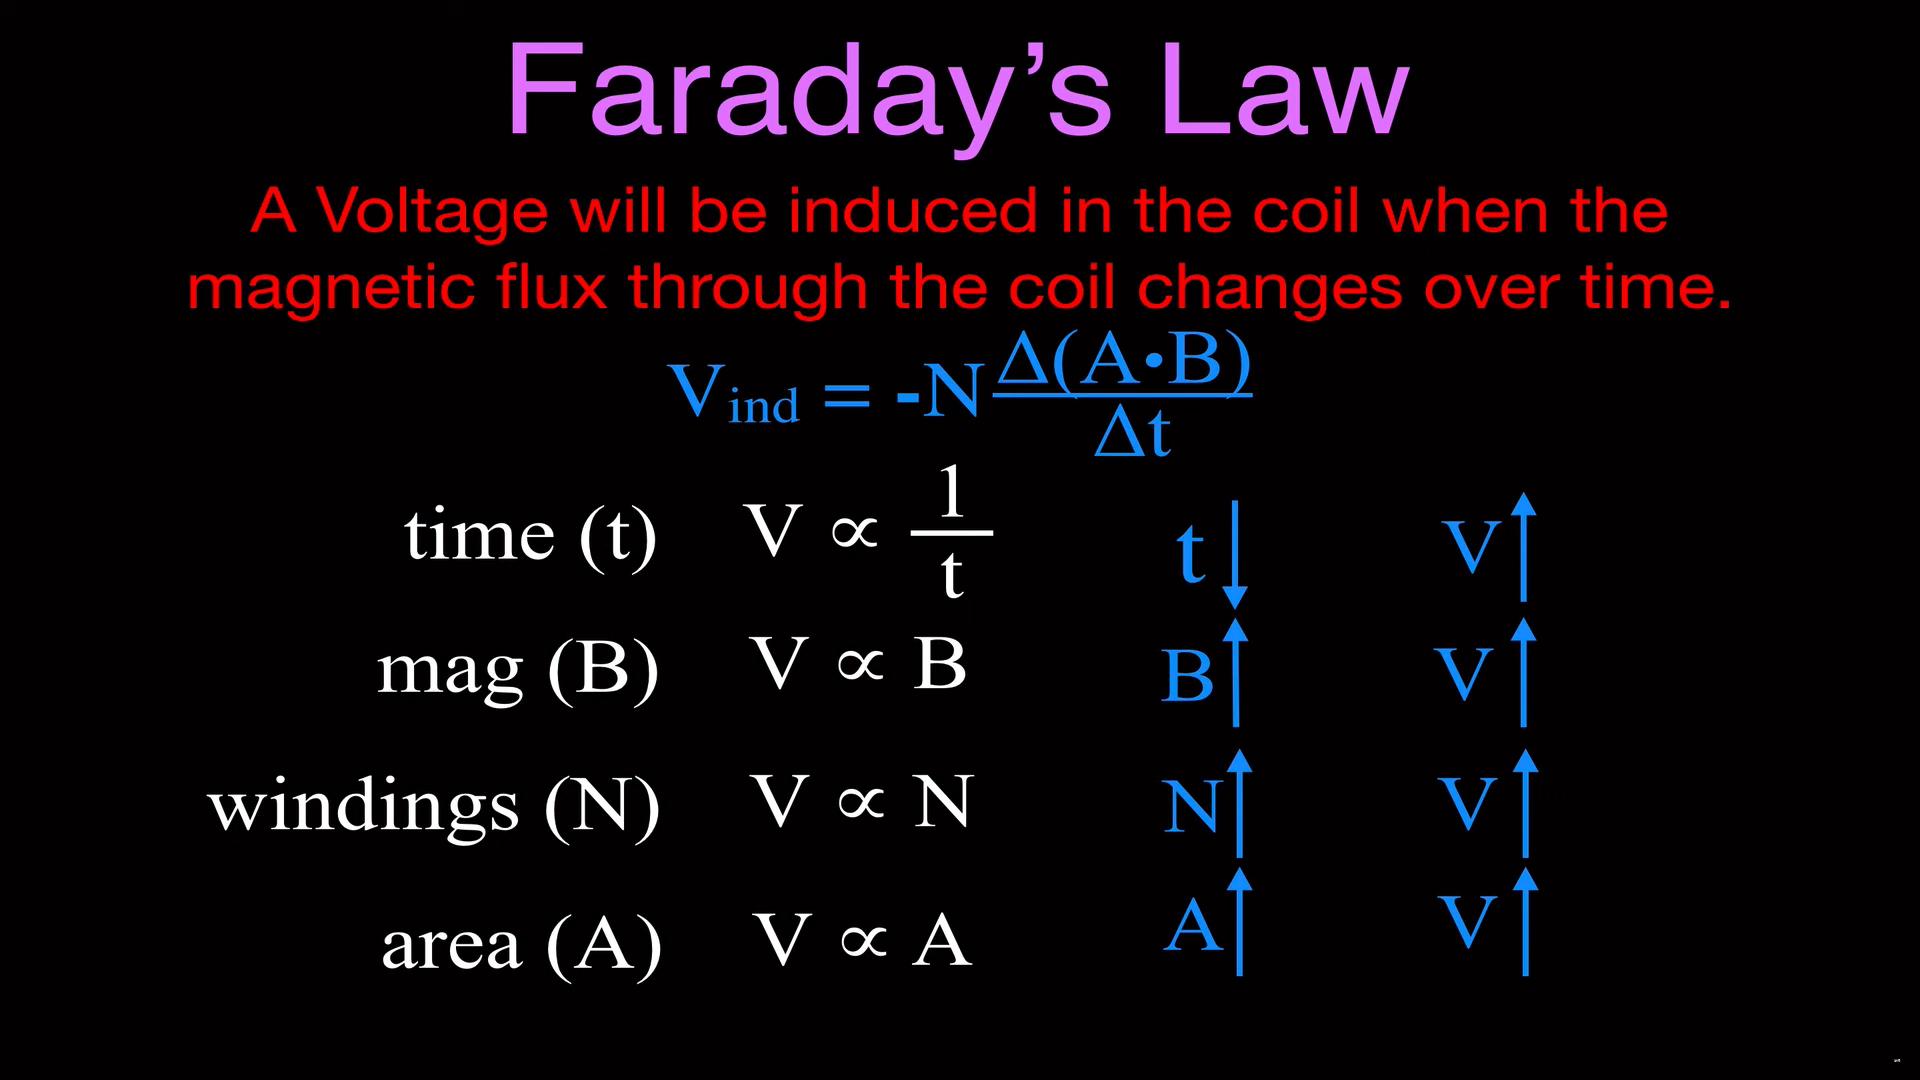 Faraday’s Law
A Voltage will be induced in the coil when the
magnetic flux through the coil changes over time.
V_ind = -N Δ(A•B)/Δt
time (t) V ∝ 1/t t↓ V↑
mag (B) V ∝ B B↑ V↑
windings (N) V ∝ N N↑ V↑
area (A) V ∝ A A↑ V↑